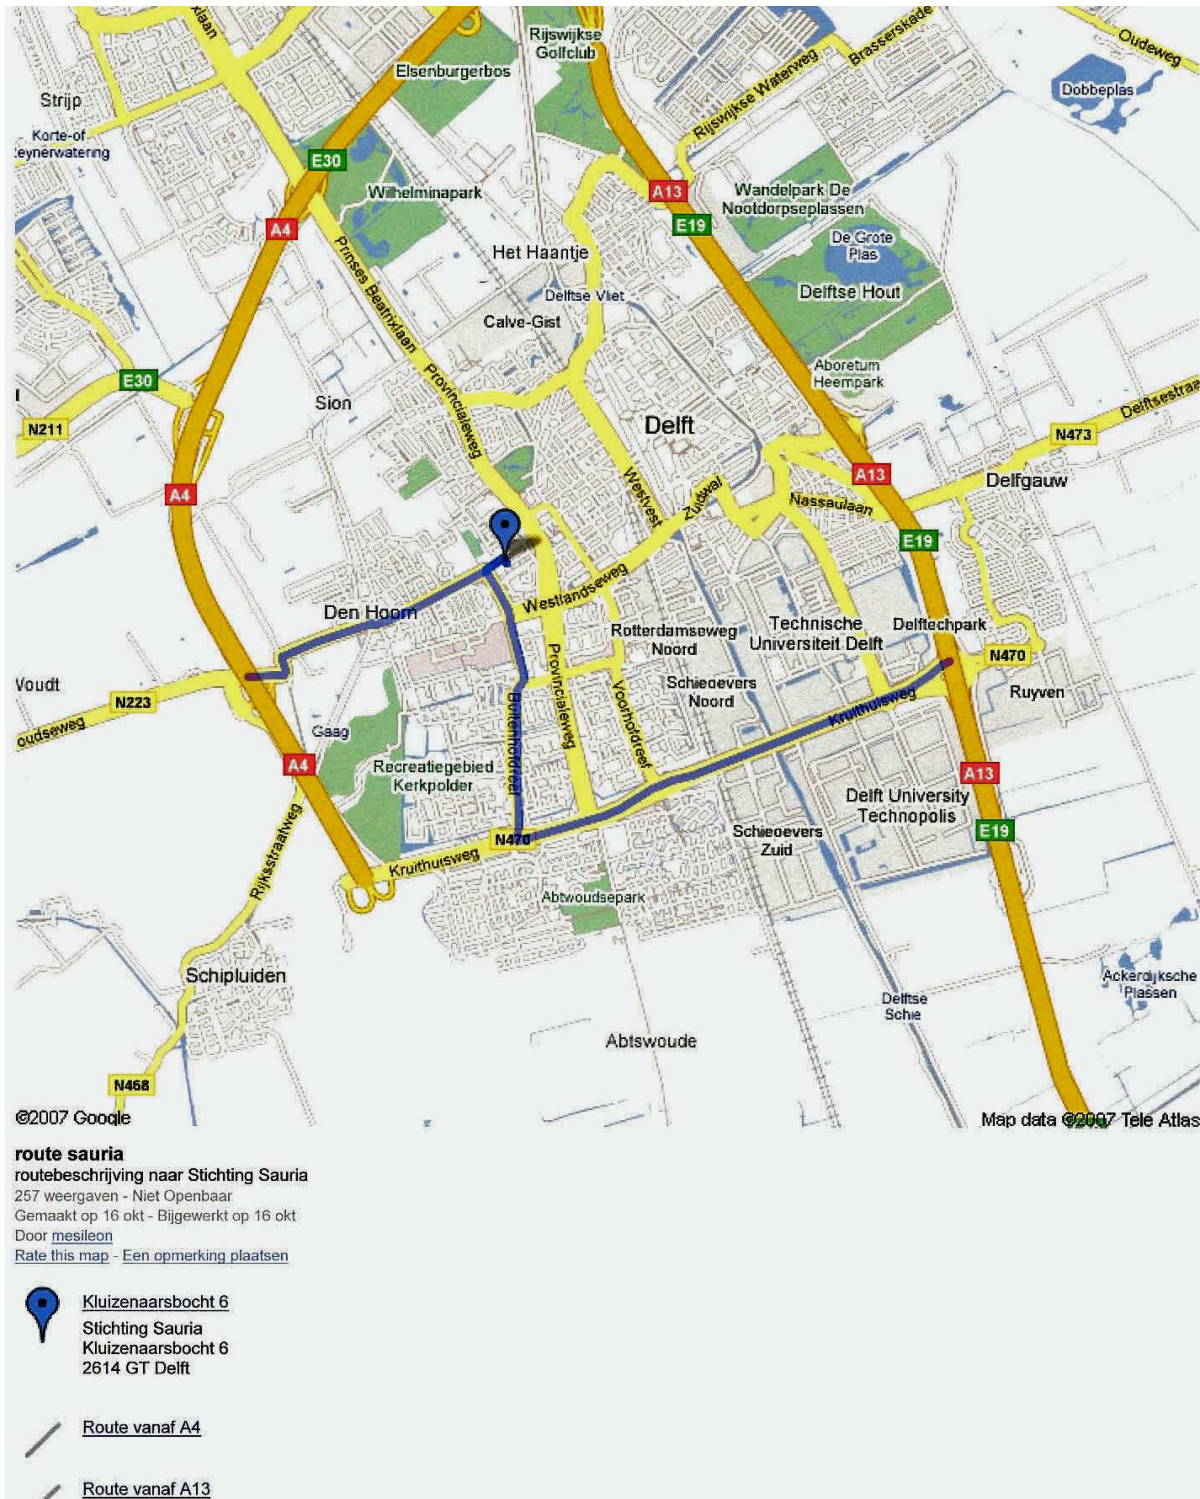 xlaan
Rijswijkse
Golfclub
Oudeweg
Brasserskade
Elsenburgerbos
Rijswijkse Waterweg
Dobbeplas
Strijp
Korte-of
eynerwatering
E30
Wilhelminapark
A13
Wandelpark De
Nootdorpseplassen
E19
A4
De Grote
Plas
Het Haantje
Prinses Beatrixlaan
Delftse Vliet
Delftse Hout
Calve-Gist
Aboretum
Heempark
E30
Provincialeweg
Sion
Delftsestraa
N211
Delft
N473
A4
A13
Delfgauw
Westvest
Zuidwal
Nassaulaan
E19
Westlandseweg
Den Hoorn
Rotterdamseweg
Noord
Technische
Universiteit Delft
Delftechpark
N470
Voudt
Schieoevers
Noord
Ruyven
N223
Provincialeweg
Voorhofdreef
Buitenhofdreef
Kruithuisweg
oudseweg
Gaag
A4
Recreatiegebied
Kerkpolder
A13
Delft University
Technopolis
Rijksstraatweg
N470
Schieoevers
Zuid
E19
Kruithuisweg
Abtwoudsepark
Schipluiden
Ackerdijksche
Plassen
Delftse
Schie
Abtswoude
N468
©2007 Google
Map data ©2007 Tele Atlas
route sauria
routebeschrijving naar Stichting Sauria
257 weergaven - Niet Openbaar
Gemaakt op 16 okt - Bijgewerkt op 16 okt
Door mesileon
Rate this map - Een opmerking plaatsen
Kluizenaarsbocht 6
Stichting Sauria
Kluizenaarsbocht 6
2614 GT Delft
Route vanaf A4
Route vanaf A13